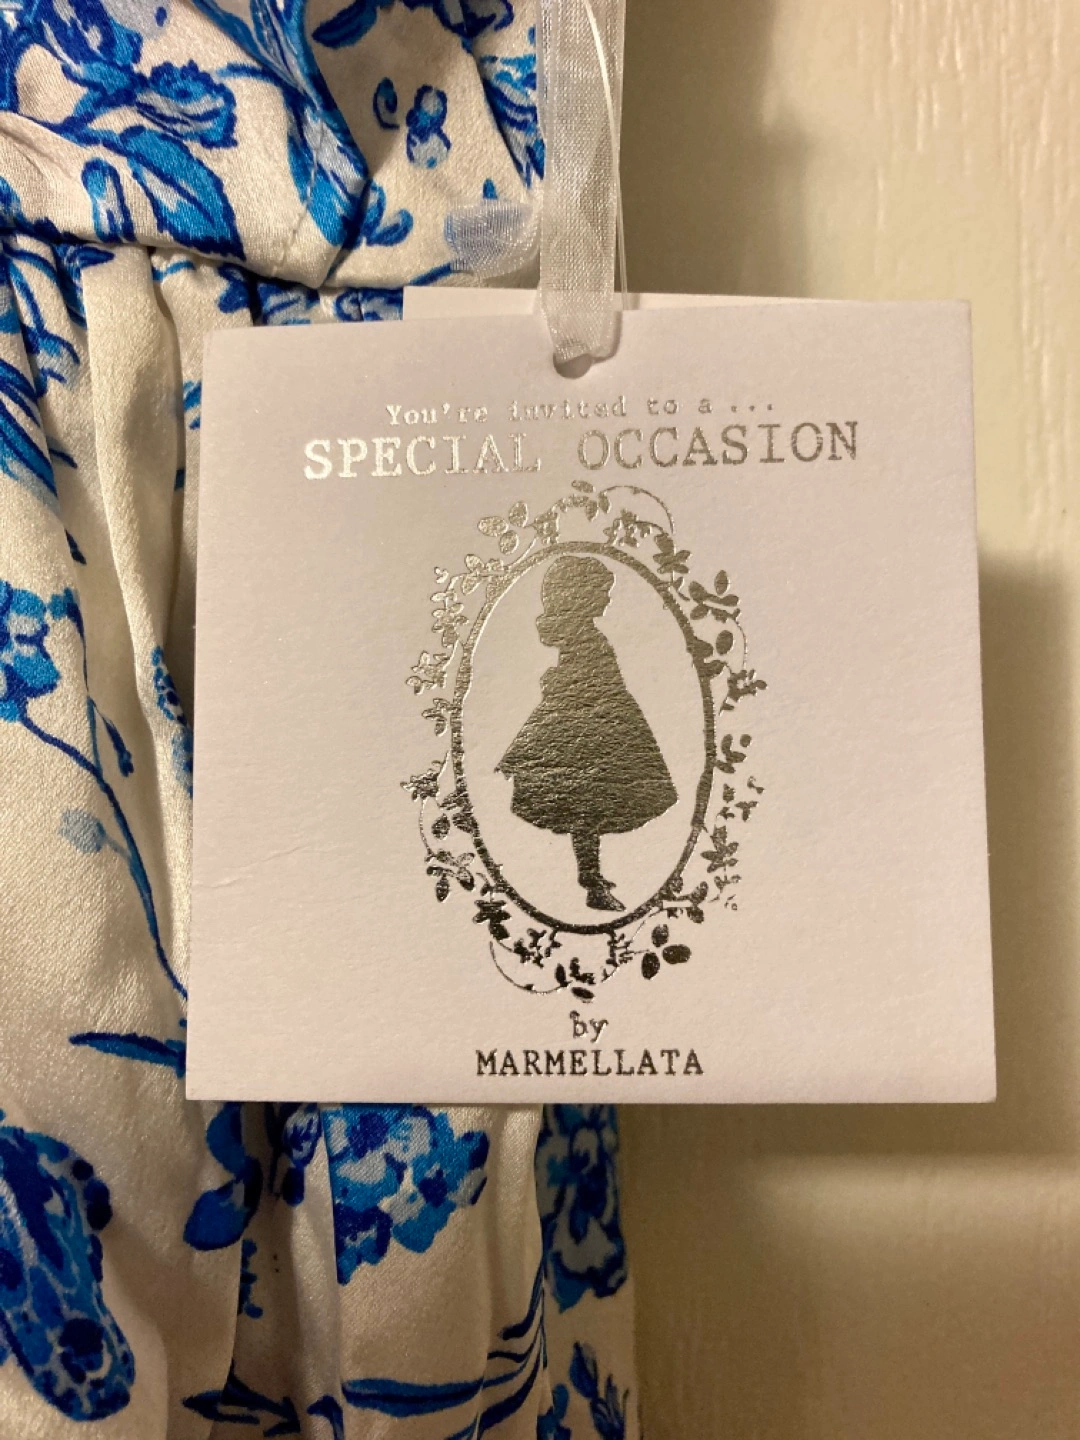 You're invited to a ...
SPECIAL OCCASION
by
MARMELLATA